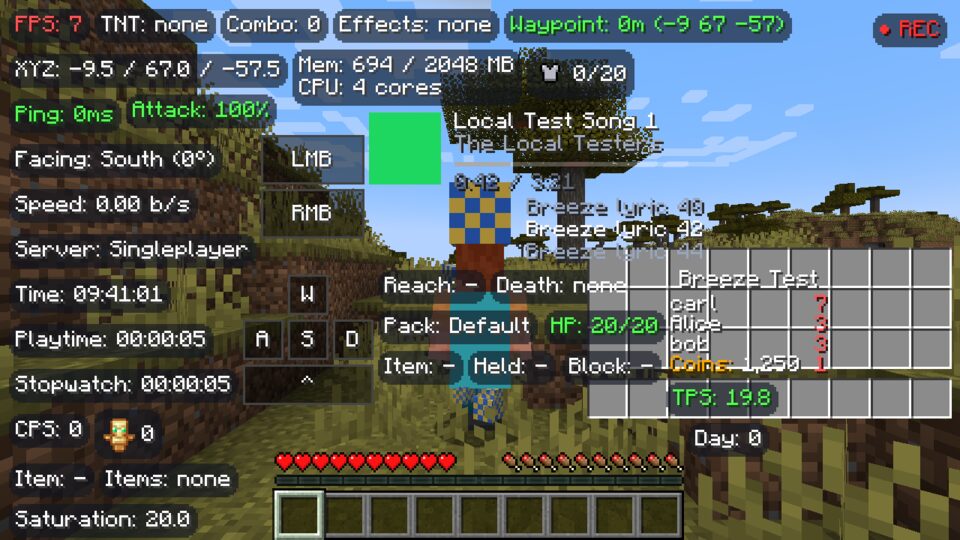 FPS: 7 TNT: none Combo: 0 Effects: none Waypoint: 0m (-9 67 -57) REC
XYZ: -9.5 / 67.0 / -57.5
Mem: 694 / 2048 MB
CPU: 4 cores
0/20
Ping: 0ms Attack: 100%
Local Test Song 1
The Local Testers
0:42 / 3:21
Facing: South (0°)
LMB
Speed: 0.00 b/s
RMB
Breeze lyric 40
Breeze lyric 42
Breeze lyric 44
Server: Singleplayer
Time: 09:41:01
W
Reach: - Death: none
Breeze Test
carl 7
Alice 3
bob 3
Coins: 1,250 1
Playtime: 00:00:05
A S D
Pack: Default HP: 20/20
Item: - Held: - Block: -
Stopwatch: 00:00:05
^
TPS: 19.8
CPS: 0
0
Day: 0
Item: - Items: none
Saturation: 20.0